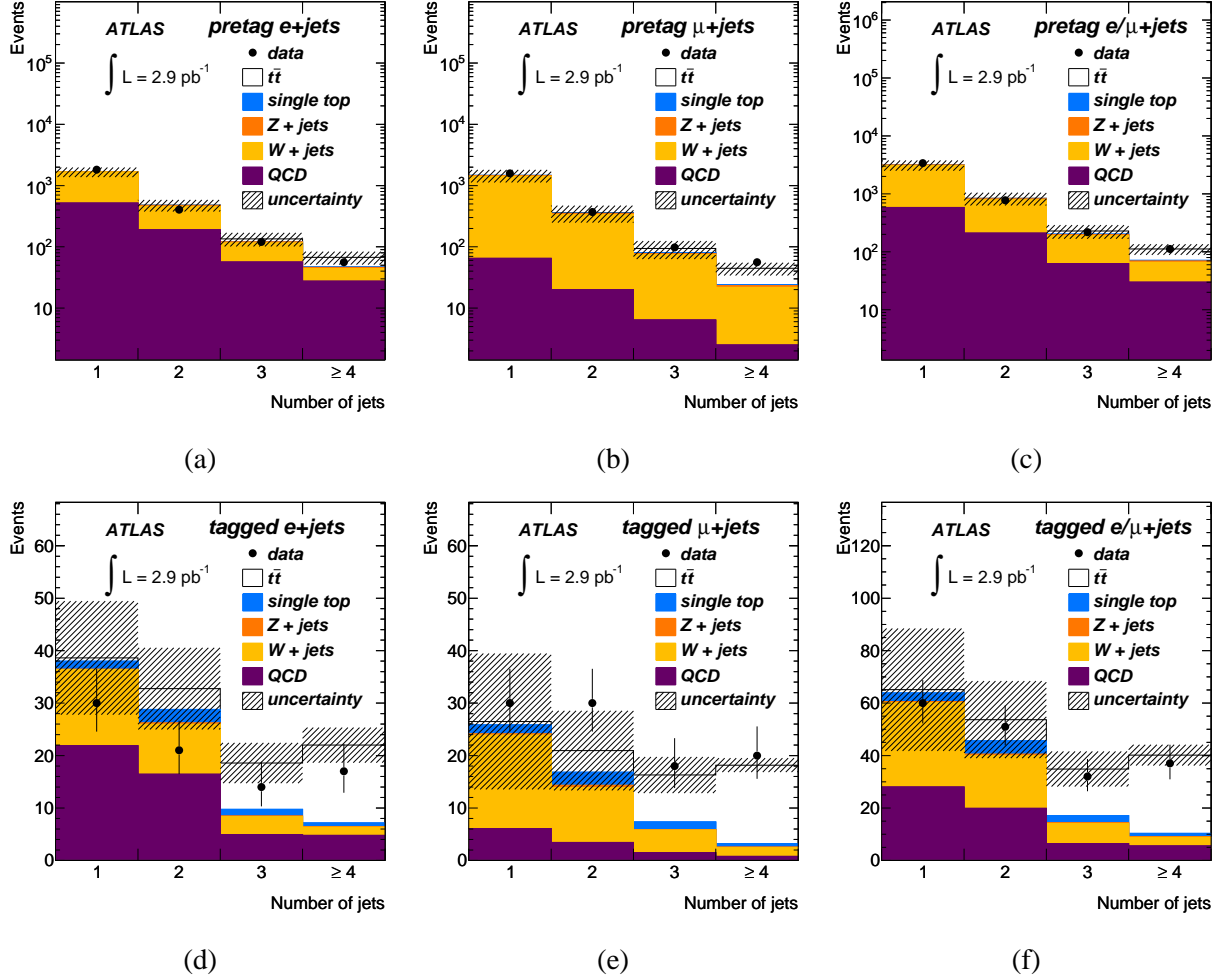 Events
ATLAS pretag e+jets
∫ L = 2.9 pb⁻¹
data
tt̄
single top
Z + jets
W + jets
QCD
uncertainty
10⁵
10⁴
10³
10²
10
1 2 3 ≥ 4
Number of jets
(a)
Events
ATLAS pretag μ+jets
∫ L = 2.9 pb⁻¹
data
tt̄
single top
Z + jets
W + jets
QCD
uncertainty
10⁵
10⁴
10³
10²
10
1 2 3 ≥ 4
Number of jets
(b)
Events
ATLAS pretag e/μ+jets
∫ L = 2.9 pb⁻¹
data
tt̄
single top
Z + jets
W + jets
QCD
uncertainty
10⁶
10⁵
10⁴
10³
10²
10
1 2 3 ≥ 4
Number of jets
(c)
Events
ATLAS tagged e+jets
∫ L = 2.9 pb⁻¹
data
tt̄
single top
Z + jets
W + jets
QCD
uncertainty
60
50
40
30
20
10
0
1 2 3 ≥ 4
Number of jets
(d)
Events
ATLAS tagged μ+jets
∫ L = 2.9 pb⁻¹
data
tt̄
single top
Z + jets
W + jets
QCD
uncertainty
60
50
40
30
20
10
0
1 2 3 ≥ 4
Number of jets
(e)
Events
ATLAS tagged e/μ+jets
∫ L = 2.9 pb⁻¹
data
tt̄
single top
Z + jets
W + jets
QCD
uncertainty
120
100
80
60
40
20
0
1 2 3 ≥ 4
Number of jets
(f)